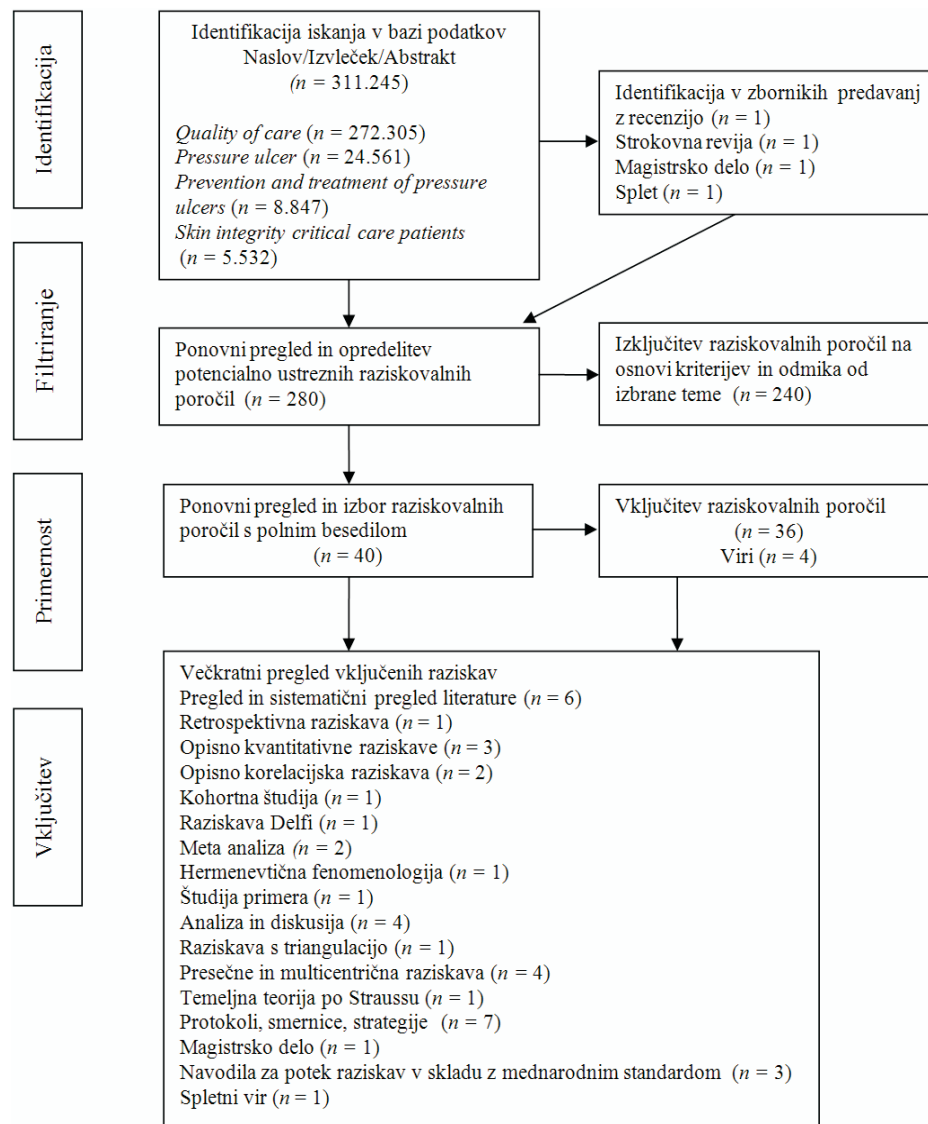 Identifikacija
Identifikacija iskanja v bazi podatkov
Naslov/Izvleček/Abstrakt
(n = 311.245)
Quality of care (n = 272.305)
Pressure ulcer (n = 24.561)
Prevention and treatment of pressure
ulcers (n = 8.847)
Skin integrity critical care patients
(n = 5.532)
Identifikacija v zbornikih predavanj
z recenzijo (n = 1)
Strokovna revija (n = 1)
Magistrsko delo (n = 1)
Splet (n = 1)
Filtriranje
Ponovni pregled in opredelitev
potencialno ustreznih raziskovalnih
poročil (n = 280)
Izključitev raziskovalnih poročil na
osnovi kriterijev in odmika od
izbrane teme (n = 240)
Primernost
Ponovni pregled in izbor raziskovalnih
poročil s polnim besedilom
(n = 40)
Vključitev raziskovalnih poročil
(n = 36)
Viri (n = 4)
Vključitev
Večkratni pregled vključenih raziskav
Pregled in sistematični pregled literature (n = 6)
Retrospektivna raziskava (n = 1)
Opisno kvantitativne raziskave (n = 3)
Opisno korelacijska raziskava (n = 2)
Kohortna študija (n = 1)
Raziskava Delfi (n = 1)
Meta analiza (n = 2)
Hermenevtična fenomenologija (n = 1)
Študija primera (n = 1)
Analiza in diskusija (n = 4)
Raziskava s triangulacijo (n = 1)
Presečne in multicentrična raziskava (n = 4)
Temeljna teorija po Straussu (n = 1)
Protokoli, smernice, strategije (n = 7)
Magistrsko delo (n = 1)
Navodila za potek raziskav v skladu z mednarodnim standardom (n = 3)
Spletni vir (n = 1)